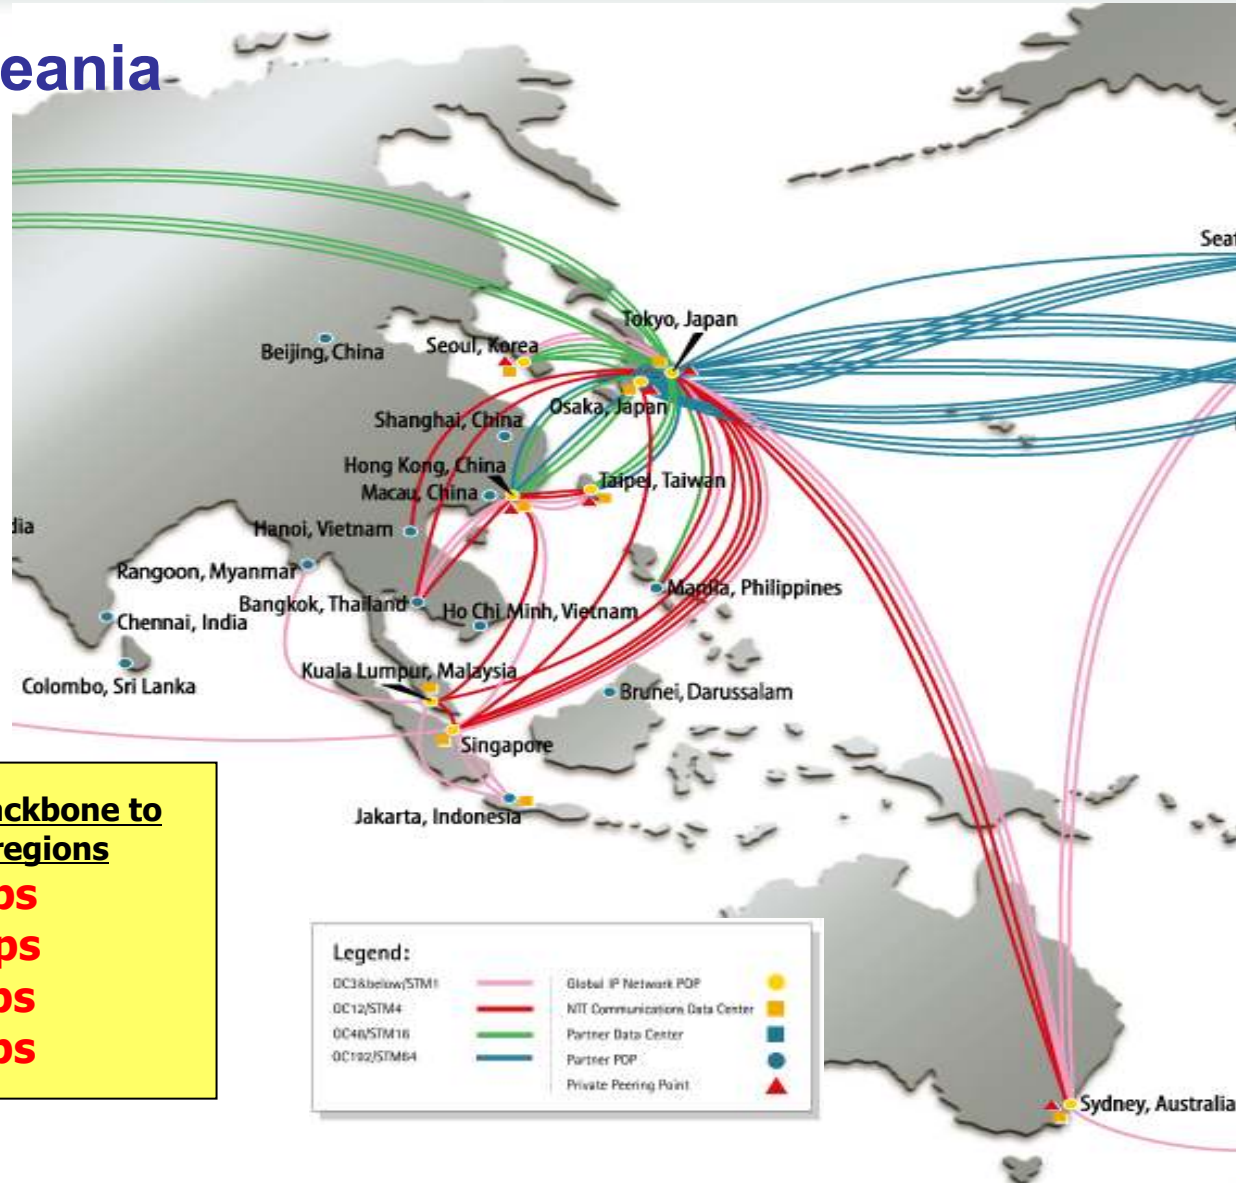 eania
Seat
Tokyo, Japan
Beijing, China
Seoul, Korea
Osaka, Japan
Shanghai, China
Hong Kong, China
Macau, China
Taipei, Taiwan
dia
Hanoi, Vietnam
Rangoon, Myanmar
Manila, Philippines
Bangkok, Thailand
Ho Chi Minh, Vietnam
Chennai, India
Kuala Lumpur, Malaysia
Colombo, Sri Lanka
Brunei, Darussalam
Singapore
Jakarta, Indonesia
ackbone to
regions
ps
ps
ps
ps
Legend:
OC3&below/STM1
Global IP Network POP
OC12/STM4
NTT Communications Data Center
OC48/STM16
Partner Data Center
OC192/STM64
Partner POP
Private Peering Point
Sydney, Australia